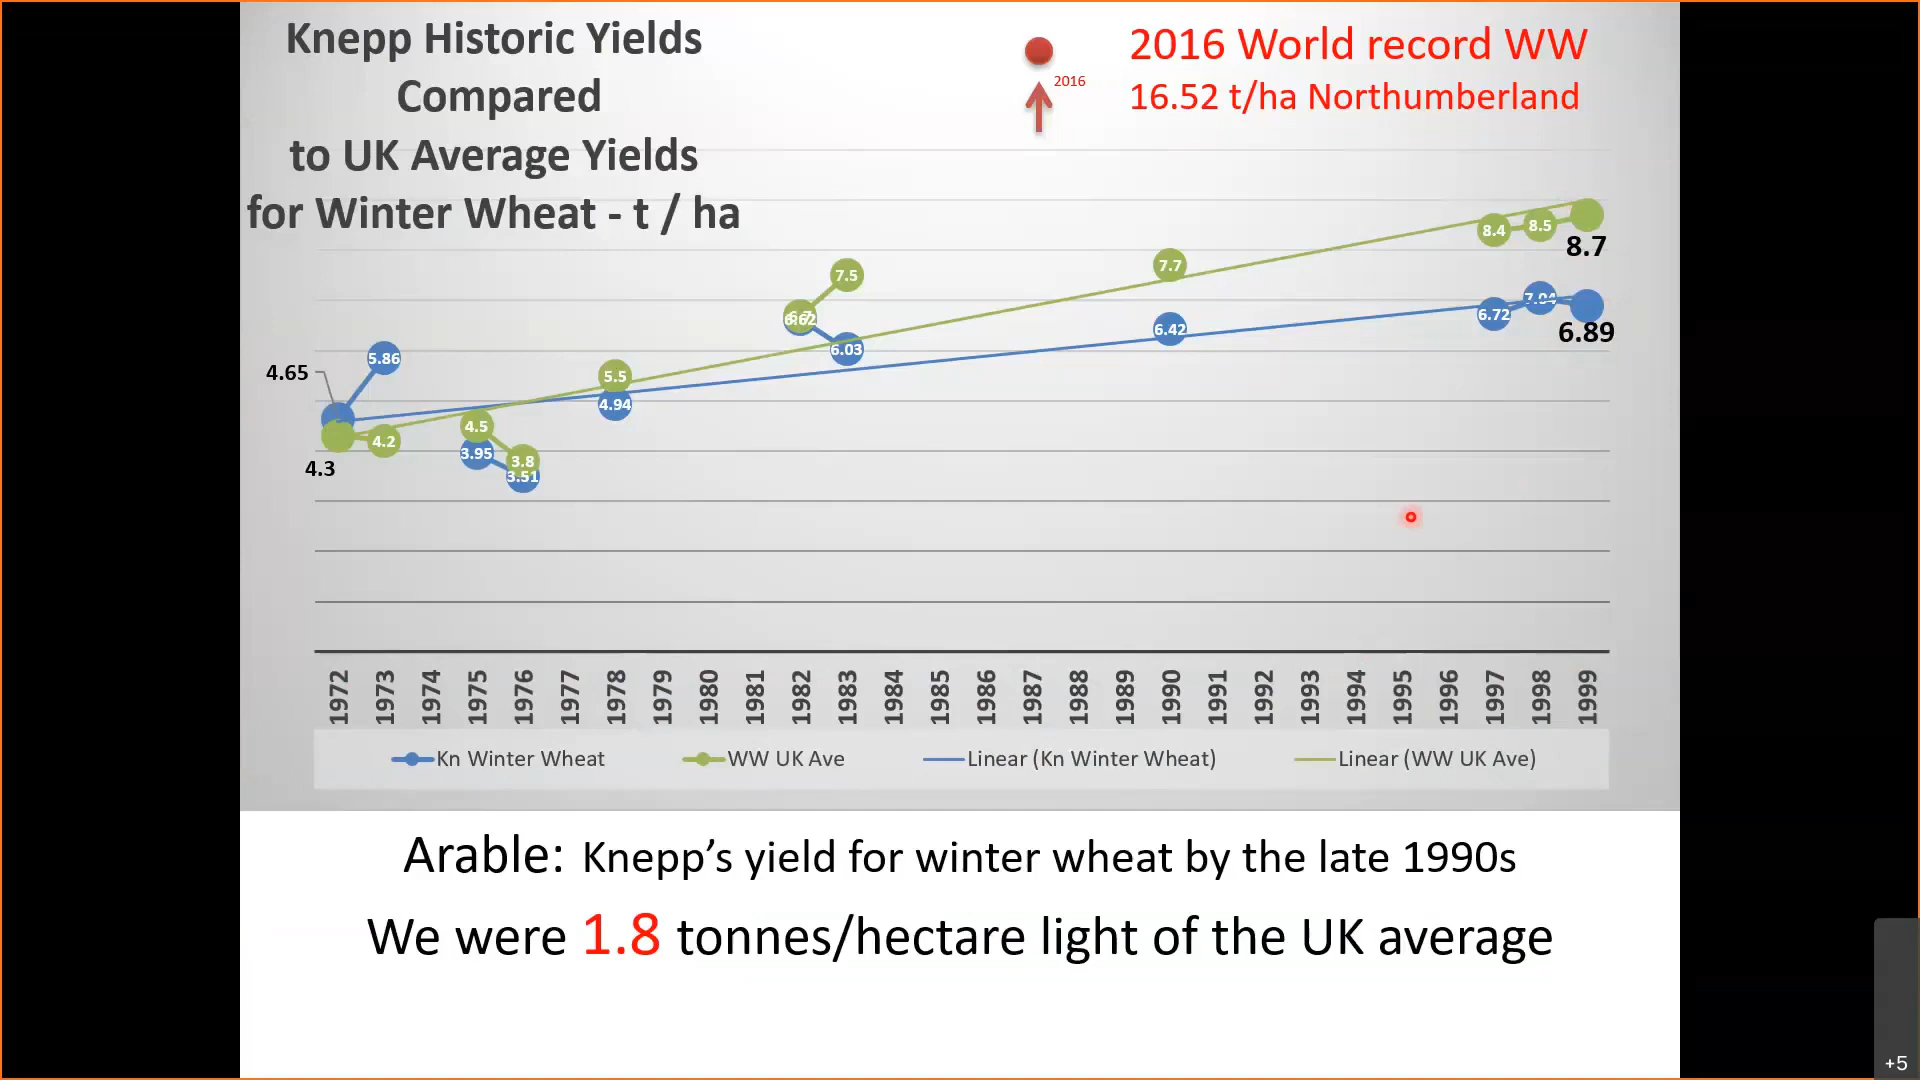 Knepp Historic Yields
Compared
to UK Average Yields
for Winter Wheat - t / ha
2016 World record WW
16.52 t/ha Northumberland
2016
8.4
8.5
8.7
7.5
7.7
6.62
6.03
6.42
6.72
7.04
6.89
4.65
5.86
5.5
4.94
4.3
4.2
4.5
3.95
3.8
3.51
1972 1973 1974 1975 1976 1977 1978 1979 1980 1981 1982 1983 1984 1985 1986 1987 1988 1989 1990 1991 1992 1993 1994 1995 1996 1997 1998 1999
Kn Winter Wheat WW UK Ave Linear (Kn Winter Wheat) Linear (WW UK Ave)
Arable: Knepp’s yield for winter wheat by the late 1990s
We were 1.8 tonnes/hectare light of the UK average
+5